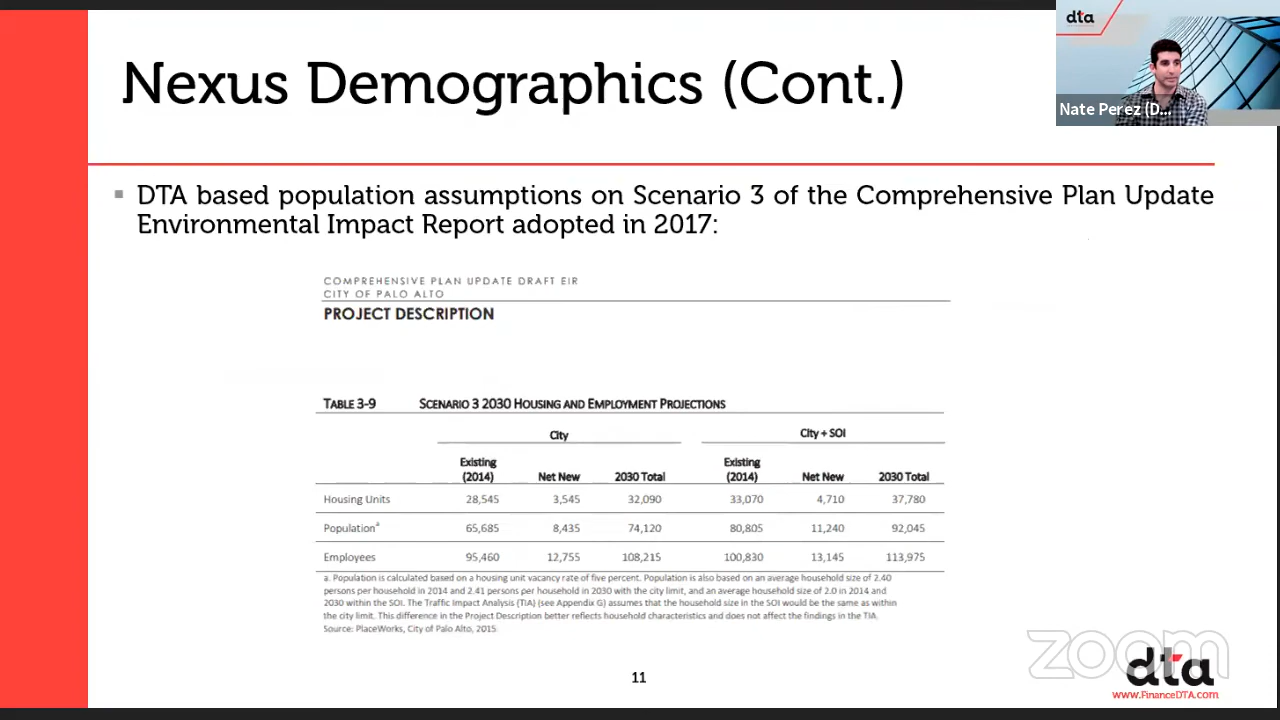 Nexus Demographics (Cont.)
dta
Nate Perez (D...
▪ DTA based population assumptions on Scenario 3 of the Comprehensive Plan Update
Environmental Impact Report adopted in 2017:
COMPREHENSIVE PLAN UPDATE DRAFT EIR
CITY OF PALO ALTO
PROJECT DESCRIPTION
TABLE 3-9 SCENARIO 3 2030 HOUSING AND EMPLOYMENT PROJECTIONS
City City + SOI
Existing (2014) Net New 2030 Total Existing (2014) Net New 2030 Total
Housing Units 28,545 3,545 32,090 33,070 4,710 37,780
Populationᵃ 65,685 8,435 74,120 80,805 11,240 92,045
Employees 95,460 12,755 108,215 100,830 13,145 113,975
a. Population is calculated based on a housing unit vacancy rate of five percent. Population is also based on an average household size of 2.40
persons per household in 2014 and 2.41 persons per household in 2030 with the city limit, and an average household size of 2.0 in 2014 and
2030 within the SOI. The Traffic Impact Analysis (TIA) (see Appendix G) assumes that the household size in the SOI would be the same as within
the city limit. This difference in the Project Description better reflects household characteristics and does not affect the findings in the TIA.
Source: PlaceWorks, City of Palo Alto, 2015.
zoom
dta
11
www.FinanceDTA.com